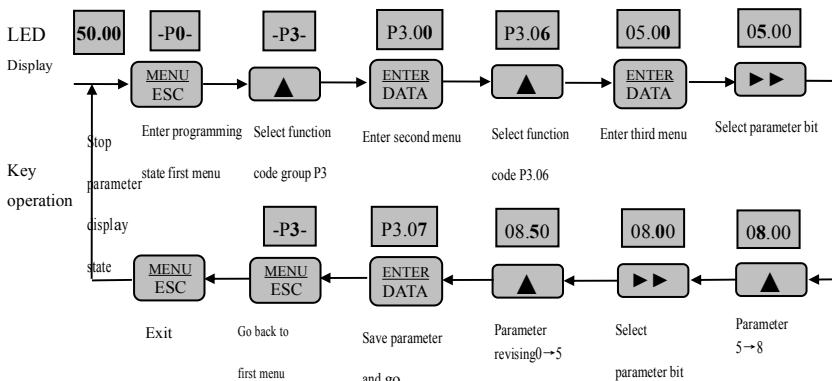 LED
Display
50.00
-P0-
-P3-
P3.00
P3.06
05.00
05.00
MENU
ESC
▲
ENTER
DATA
▲
ENTER
DATA
►►
Enter programming
state first menu
Select function
code group P3
Enter second menu
Select function
code P3.06
Enter third menu
Select parameter bit
Key
operation
Stop
parameter
display
state
-P3-
P3.07
08.50
08.00
08.00
MENU
ESC
MENU
ESC
ENTER
DATA
▲
►►
▲
Exit
Go back to
first menu
Save parameter
and go
Parameter
revising0→5
Select
parameter bit
Parameter
5→8